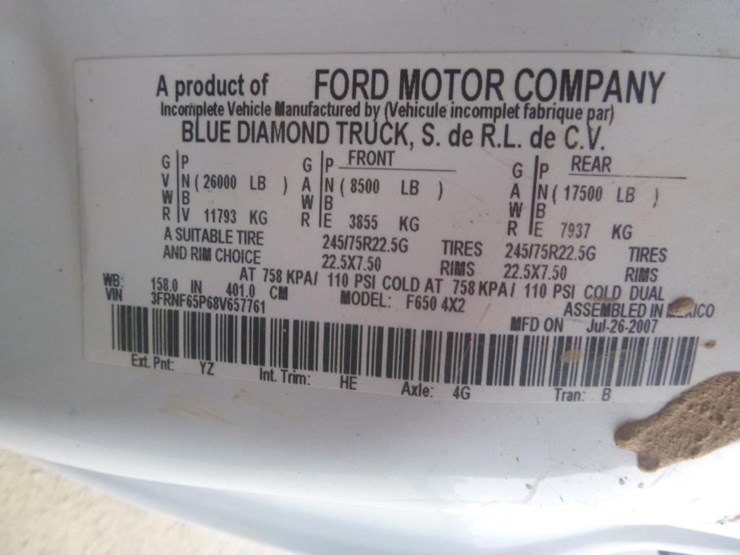 A product of FORD MOTOR COMPANY
Incomplete Vehicle Manufactured by (Vehicule incomplet fabrique par)
BLUE DIAMOND TRUCK, S. de R.L. de C.V.
G P G P FRONT G P REAR
V N ( 26000 LB ) A N ( 8500 LB ) A N ( 17500 LB )
W B W B W B
R V 11793 KG R E 3855 KG R E 7937 KG
A SUITABLE TIRE 245/75R22.5G TIRES 245/75R22.5G TIRES
AND RIM CHOICE 22.5X7.50 RIMS 22.5X7.50 RIMS
AT 758 KPA/ 110 PSI COLD AT 758 KPA/ 110 PSI COLD DUAL
WB: 158.0 IN 401.0 CM MODEL: F650 4X2 ASSEMBLED IN
VIN 3FRNF65P68V657761 MFD ON Jul-26-2007
Ext. Pnt: YZ Int. Trim: HE Axle: 4G Tran: B